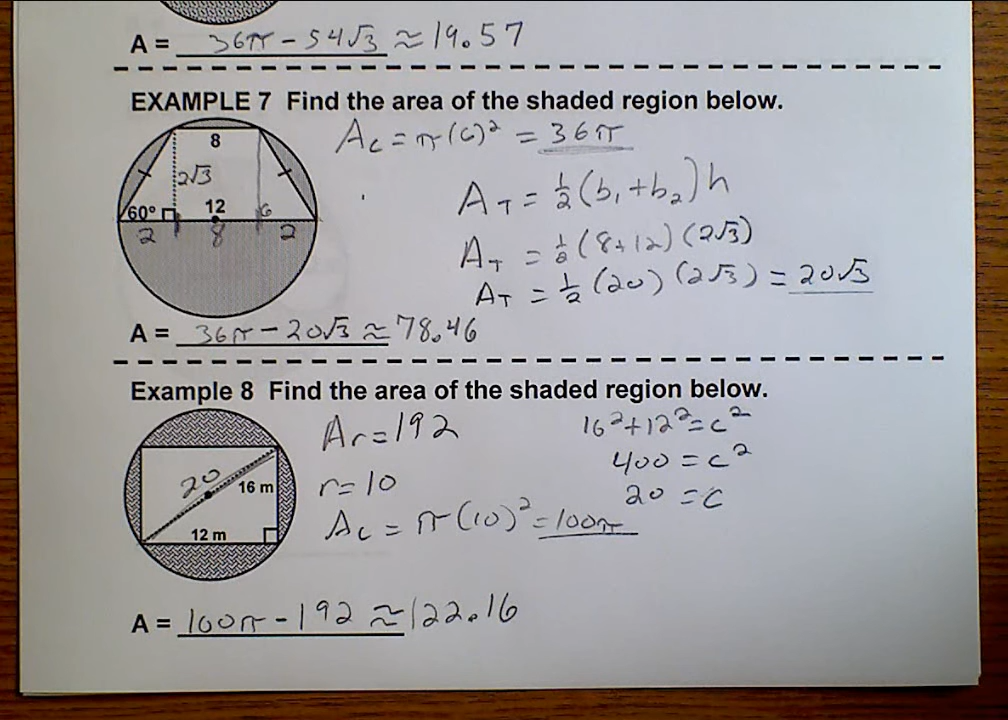 A = 36π - 54√3 ≈ 19.57
EXAMPLE 7 Find the area of the shaded region below.
8
2√3
60°
12
6
2
8
2
A_C = π(6)² = 36π
A_T = ½(b₁+b₂)h
A_T = ½(8+12)(2√3)
A_T = ½(20)(2√3) = 20√3
A = 36π - 20√3 ≈ 78.46
Example 8 Find the area of the shaded region below.
20
16 m
12 m
Ar = 192
r = 10
A_C = π(10)² = 100π
16²+12² = c²
400 = c²
20 = c
A = 100π - 192 ≈ 122.16